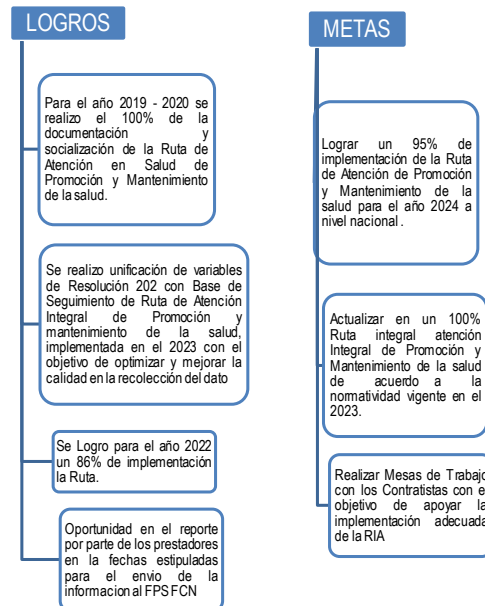 LOGROS
Para el año 2019 - 2020 se
realizo el 100% de la
documentación y
socialización de la Ruta de
Atención en Salud de
Promoción y Mantenimiento
de la salud.
Se realizo unificación de variables
de Resolución 202 con Base de
Seguimiento de Ruta de Atención
Integral de Promoción y
mantenimiento de la salud,
implementada en el 2023 con el
objetivo de optimizar y mejorar la
calidad en la recolección del dato
Se Logro para el año 2022
un 86% de implementación
la Ruta.
Oportunidad en el reporte
por parte de los prestadores
en la fechas estipuladas
para el envio de la
informacion al FPS FCN
METAS
Lograr un 95% de
implementación de la Ruta
de Atención de Promoción
y Mantenimiento de la
salud para el año 2024 a
nivel nacional .
Actualizar en un 100%
Ruta integral atención
Integral de Promoción y
Mantenimiento de la salud
de acuerdo a la
normatividad vigente en el
2023.
Realizar Mesas de Trabajo
con los Contratistas con el
objetivo de apoyar la
implementación adecuada
de la RIA